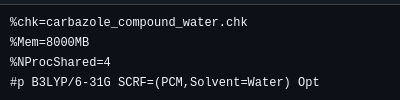 %chk=carbazole_compound_water.chk
%Mem=8000MB
%NProcShared=4
#p B3LYP/6-31G SCRF=(PCM,Solvent=Water) Opt